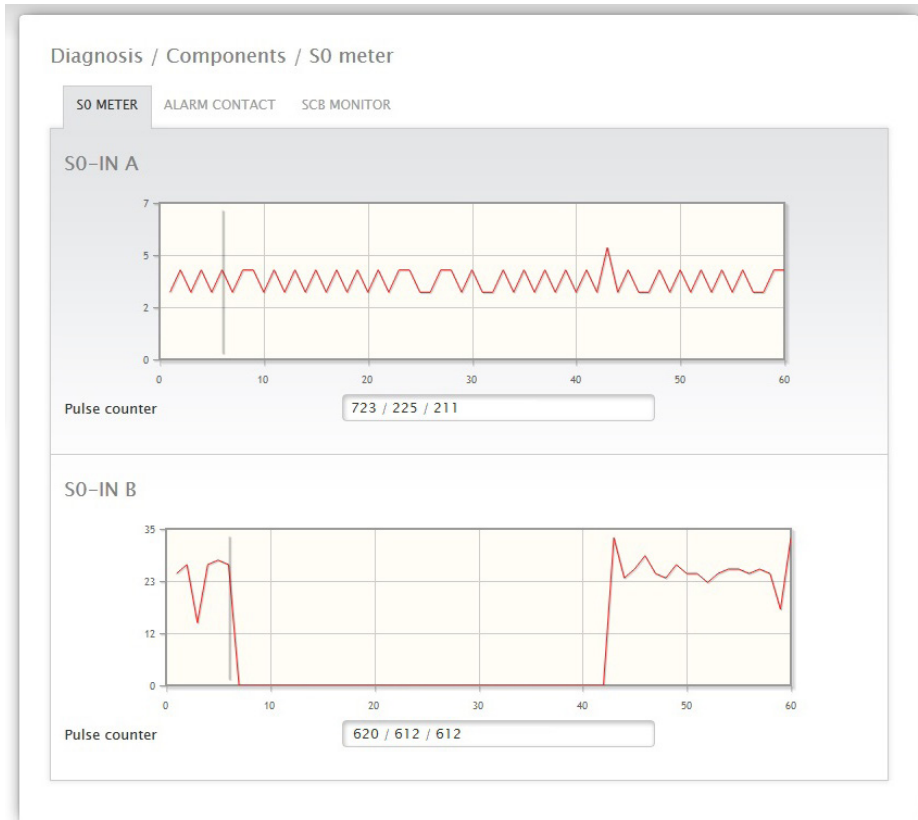 Diagnosis / Components / S0 meter
S0 METER ALARM CONTACT SCB MONITOR
S0-IN A
7
5
2
0
0 10 20 30 40 50 60
Pulse counter 723 / 225 / 211
S0-IN B
35
23
12
0
0 10 20 30 40 50 60
Pulse counter 620 / 612 / 612